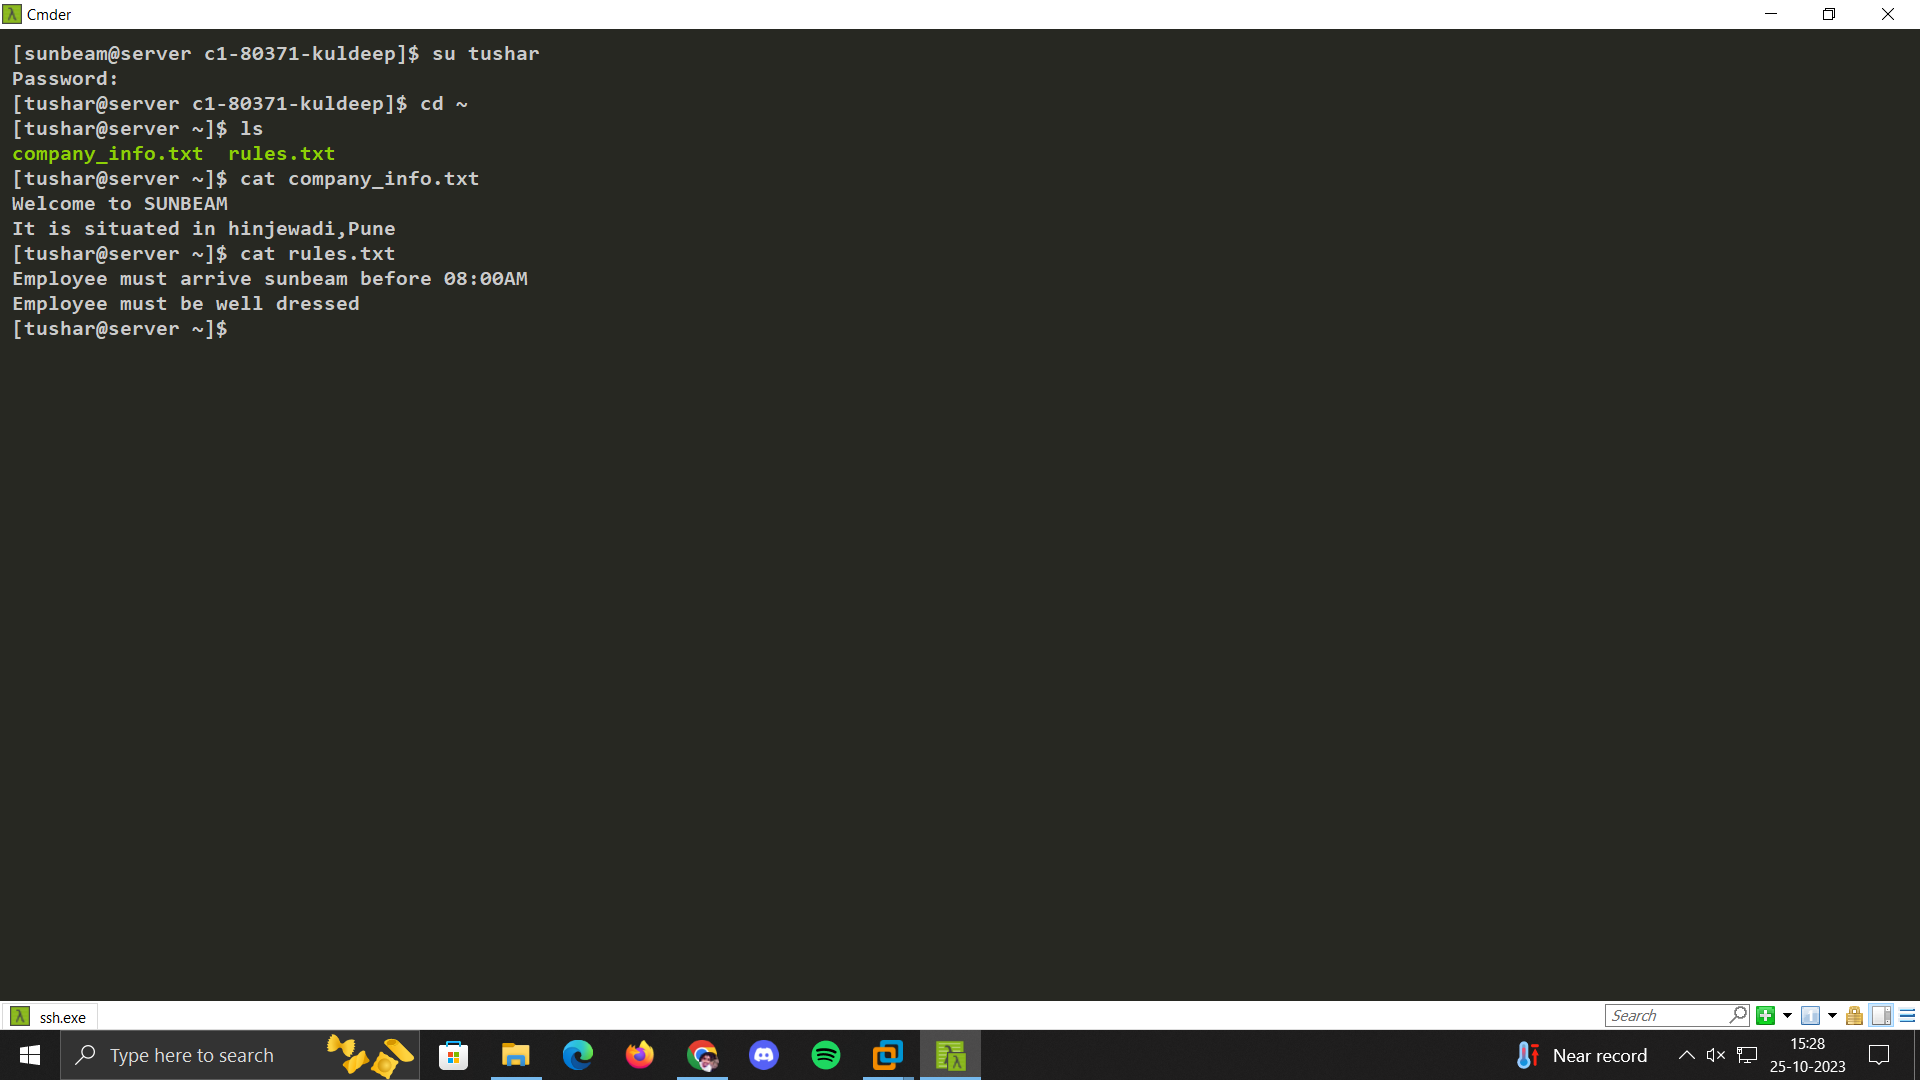 Cmder
[sunbeam@server c1-80371-kuldeep]$ su tushar
Password:
[tushar@server c1-80371-kuldeep]$ cd ~
[tushar@server ~]$ ls
company_info.txt  rules.txt
[tushar@server ~]$ cat company_info.txt
Welcome to SUNBEAM
It is situated in hinjewadi,Pune
[tushar@server ~]$ cat rules.txt
Employee must arrive sunbeam before 08:00AM
Employee must be well dressed
[tushar@server ~]$
ssh.exe
Search
Type here to search
Near record
15:28
25-10-2023